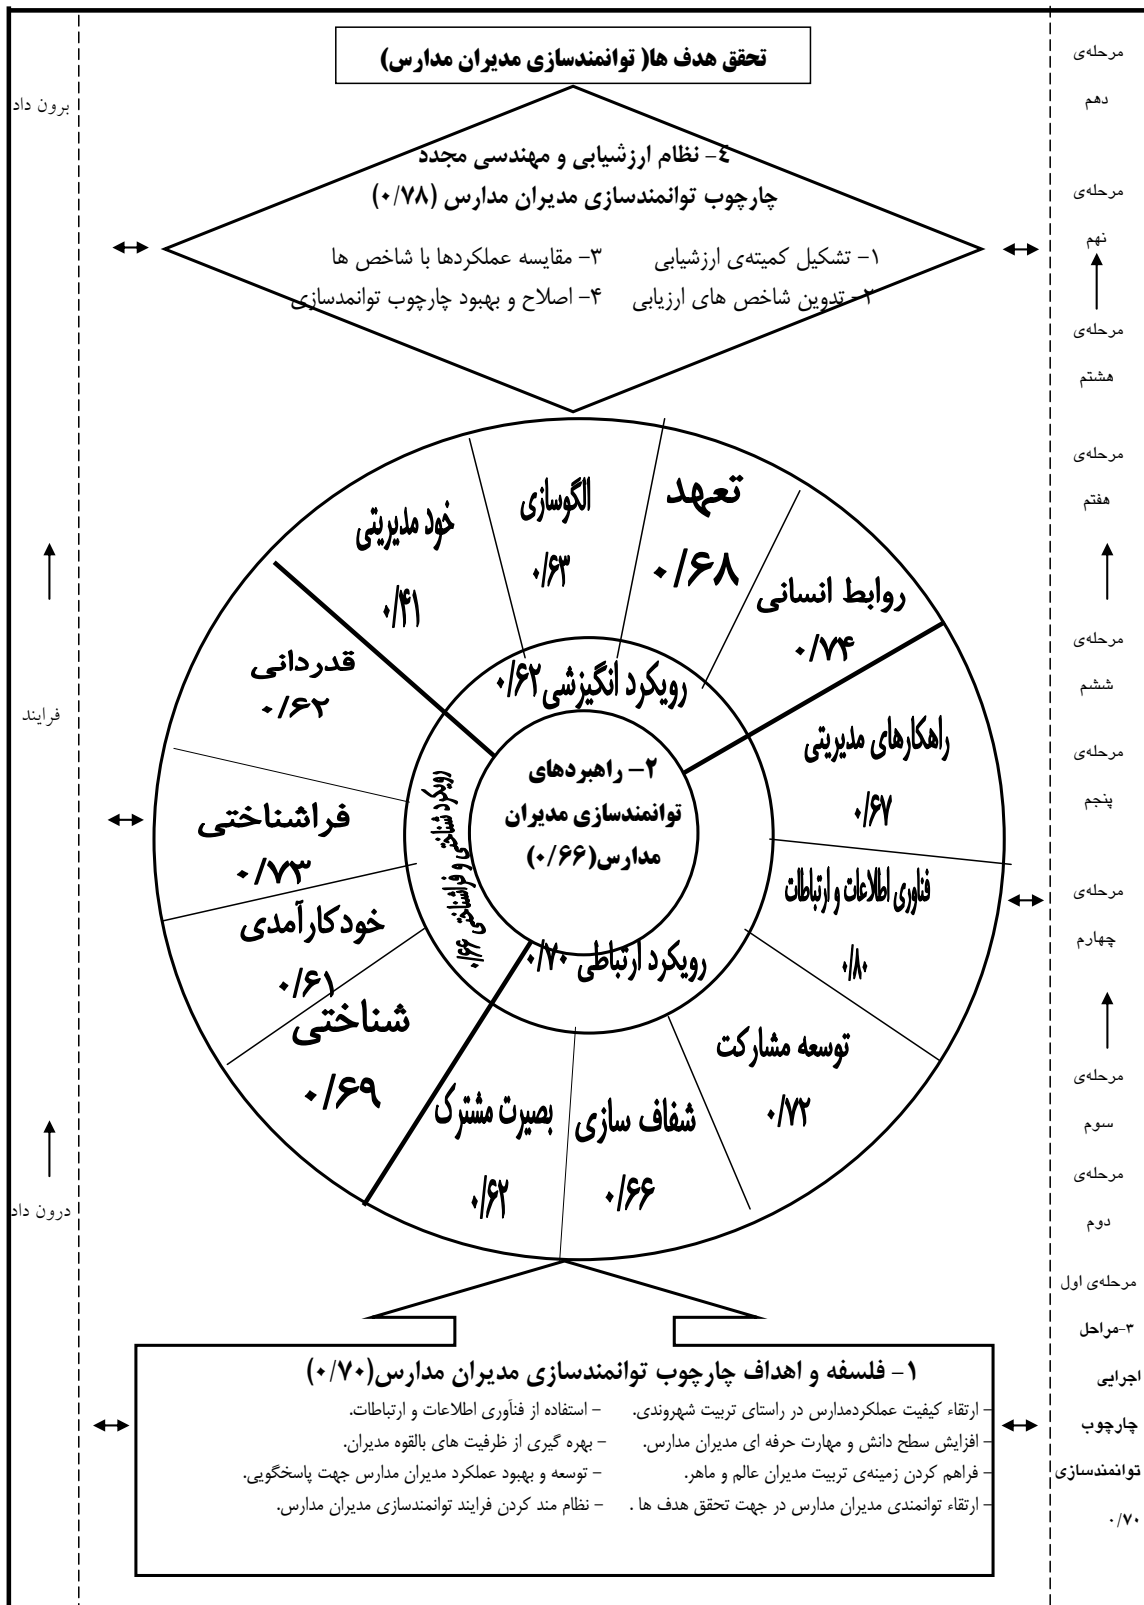 تحقق هدف ها( توانمندسازی مدیران مدارس)
۴- نظام ارزشیابی و مهندسی مجدد
چارچوب توانمندسازی مدیران مدارس (۰/۷۸)
۱- تشکیل کمیته‌ی ارزشیابی
۳- مقایسه عملکردها با شاخص ها
۲- تدوین شاخص های ارزیابی
۴- اصلاح و بهبود چارچوب توانمندسازی
مرحله‌ی
دهم
مرحله‌ی
نهم
مرحله‌ی
هشتم
مرحله‌ی
هفتم
مرحله‌ی
ششم
مرحله‌ی
پنجم
مرحله‌ی
چهارم
مرحله‌ی
سوم
مرحله‌ی
دوم
مرحله‌ی اول
۳-مراحل
اجرایی
چارچوب
توانمندسازی
۰/۷۰
تعهد
۰/۶۸
الگوسازی
۰/۶۳
خود مدیریتی
۰/۴۱
روابط انسانی
۰/۷۴
رویکرد انگیزشی۰/۶۲
قدردانی
۰/۶۲
فراشناختی
۰/۷۳
خودکارآمدی
۰/۶۱
شناختی
۰/۶۹
رویکرد شناختی و فراشناختی ۰/۶۶
۲- راهبردهای
توانمندسازی مدیران
مدارس(۰/۶۶)
راهکارهای مدیریتی
۰/۶۷
فناوری اطلاعات و ارتباطات
۰/۸۰
توسعه مشارکت
۰/۷۲
شفاف سازی
۰/۶۶
بصیرت مشترک
۰/۶۲
رویکرد ارتباطی ۰/۷۰
برون داد
فرایند
درون داد
۱- فلسفه و اهداف چارچوب توانمندسازی مدیران مدارس(۰/۷۰)
- ارتقاء کیفیت عملکردمدارس در راستای تربیت شهروندی.
- استفاده از فنآوری اطلاعات و ارتباطات.
- افزایش سطح دانش و مهارت حرفه ای مدیران مدارس.
- بهره گیری از ظرفیت های بالقوه مدیران.
- فراهم کردن زمینه‌ی تربیت مدیران عالم و ماهر.
- توسعه و بهبود عملکرد مدیران مدارس جهت پاسخگویی.
- ارتقاء توانمندی مدیران مدارس در جهت تحقق هدف ها .
- نظام مند کردن فرایند توانمندسازی مدیران مدارس.